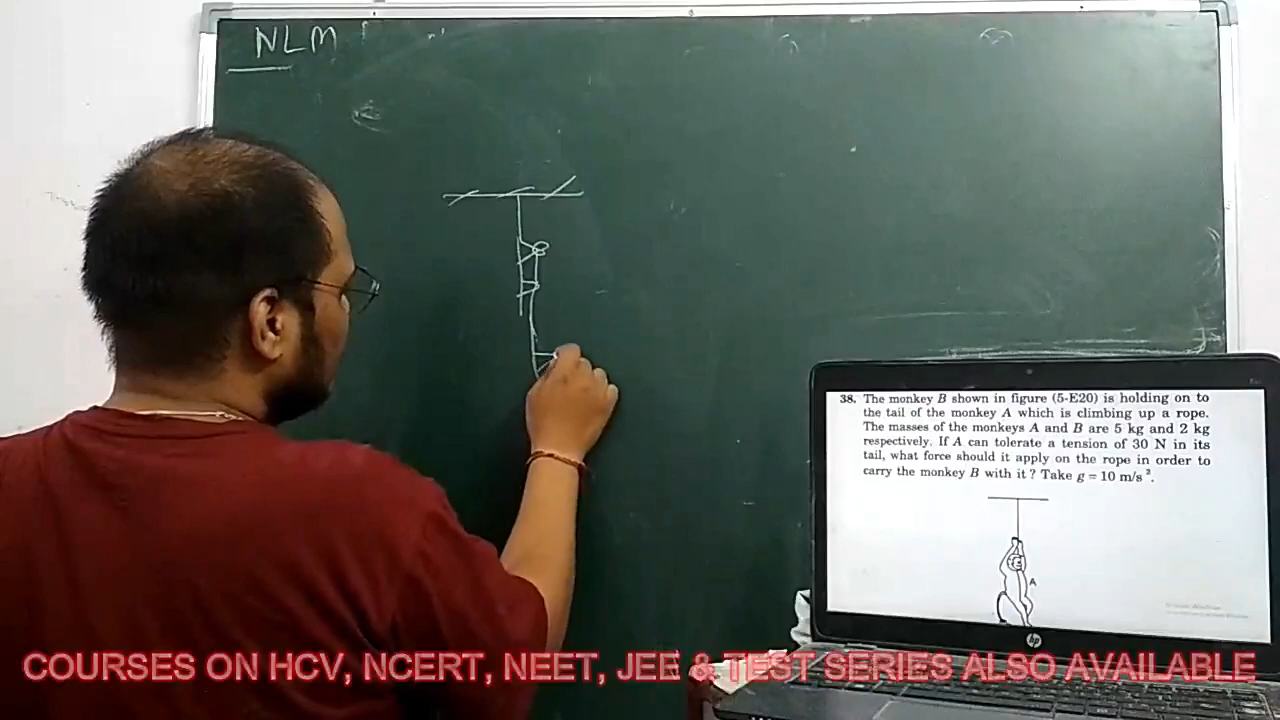 NLM
38. The monkey B shown in figure (5-E20) is holding on to
the tail of the monkey A which is climbing up a rope.
The masses of the monkeys A and B are 5 kg and 2 kg
respectively. If A can tolerate a tension of 30 N in its
tail, what force should it apply on the rope in order to
carry the monkey B with it ? Take g = 10 m/s².
A
hp
COURSES ON HCV, NCERT, NEET, JEE & TEST SERIES ALSO AVAILABLE